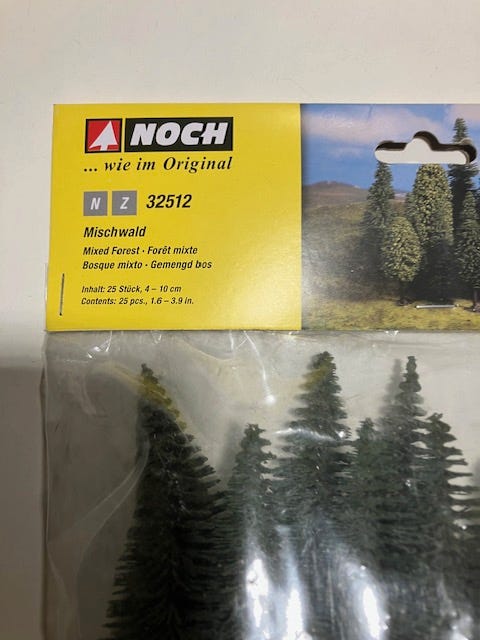 NOCH
... wie im Original
N Z 32512
Mischwald
Mixed Forest · Forêt mixte
Bosque mixto · Gemengd bos
Inhalt: 25 Stück, 4 – 10 cm
Contents: 25 pcs., 1.6 – 3.9 in.